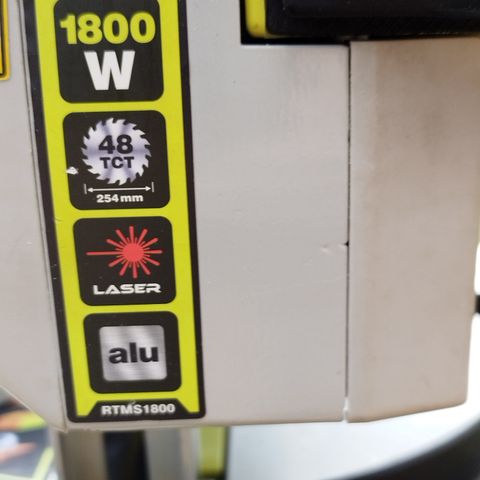 1800
W
48
TCT
254mm
LASER
alu
RTMS1800